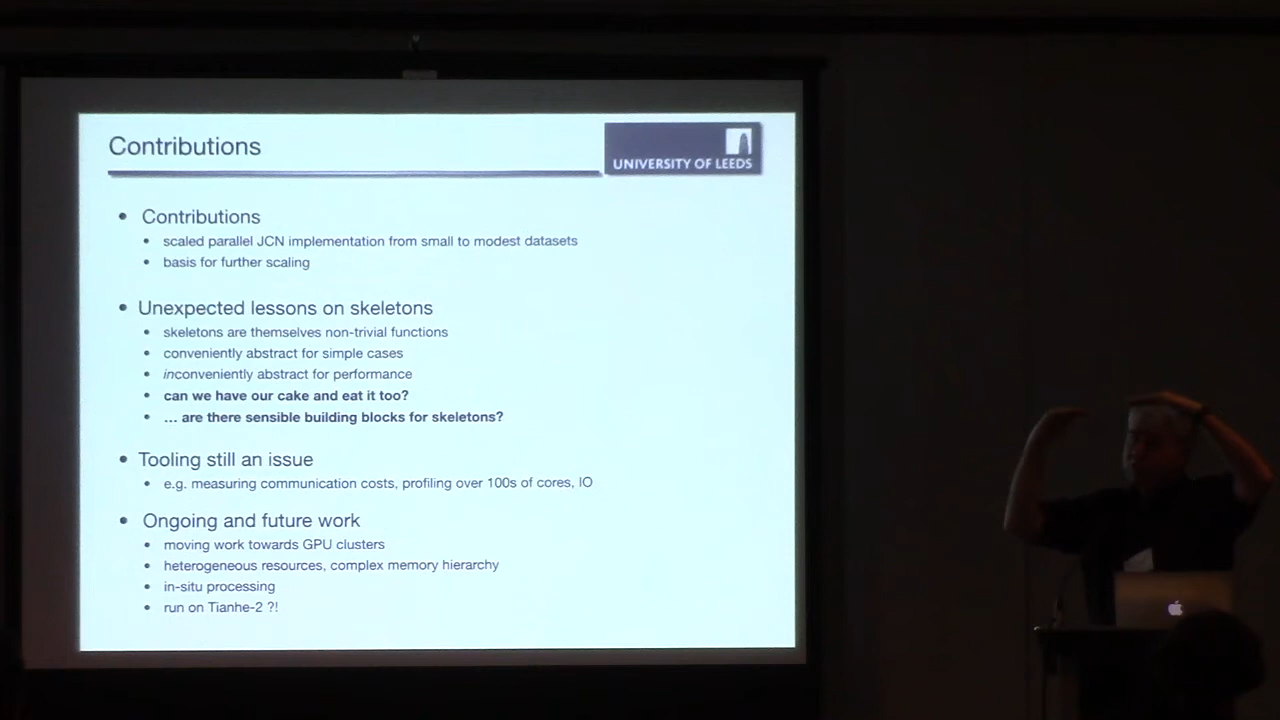 Contributions
UNIVERSITY OF LEEDS
• Contributions
• scaled parallel JCN implementation from small to modest datasets
• basis for further scaling
• Unexpected lessons on skeletons
• skeletons are themselves non-trivial functions
• conveniently abstract for simple cases
• inconveniently abstract for performance
• can we have our cake and eat it too?
• ... are there sensible building blocks for skeletons?
• Tooling still an issue
• e.g. measuring communication costs, profiling over 100s of cores, IO
• Ongoing and future work
• moving work towards GPU clusters
• heterogeneous resources, complex memory hierarchy
• in-situ processing
• run on Tianhe-2 ?!